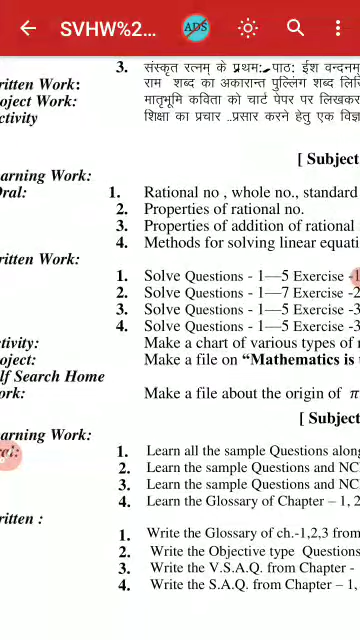 SVHW%2... ADS
3. संस्कृत रत्नम् के प्रथमः- पाठः ईश वन्दनम
ritten Work: राम शब्द का अकारान्त पुल्लिंग शब्द लि
oject Work: मातृभूमि कविता को चार्ट पेपर पर लिखकर
ctivity शिक्षा का प्रचार ..प्रसार करने हेतु एक विज्ञ
[ Subject
arning Work:
ral: 1. Rational no , whole no., standard
2. Properties of rational no.
3. Properties of addition of rational
4. Methods for solving linear equati
ritten Work:
1. Solve Questions - 1—5 Exercise -1
2. Solve Questions - 1—7 Exercise -2
3. Solve Questions - 1—5 Exercise -3
4. Solve Questions - 1—5 Exercise -3
tivity: Make a chart of various types of r
oject: Make a file on “Mathematics is
lf Search Home
ork: Make a file about the origin of π
[ Subject
arning Work:
ral: 1. Learn all the sample Questions along
2. Learn the sample Questions and NC
3. Learn the sample Questions and NC
4. Learn the Glossary of Chapter – 1, 2
ritten :
1. Write the Glossary of ch.-1,2,3 from
2. Write the Objective type Questions
3. Write the V.S.A.Q. from Chapter -
4. Write the S.A.Q. from Chapter – 1,